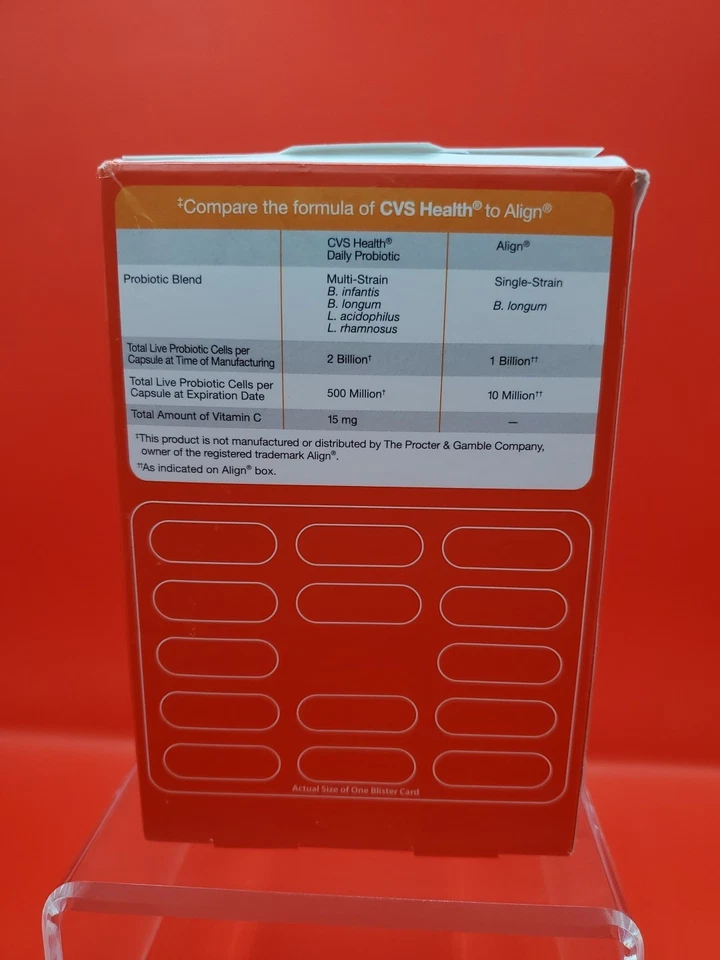 ‡Compare the formula of CVS Health® to Align®
CVS Health®
Daily Probiotic
Align®
Probiotic Blend
Multi-Strain
B. infantis
B. longum
L. acidophilus
L. rhamnosus
Single-Strain
B. longum
Total Live Probiotic Cells per
Capsule at Time of Manufacturing
2 Billion†
1 Billion††
Total Live Probiotic Cells per
Capsule at Expiration Date
500 Million†
10 Million††
Total Amount of Vitamin C
15 mg
—
‡This product is not manufactured or distributed by The Procter & Gamble Company,
owner of the registered trademark Align®.
††As indicated on Align® box.
Actual Size of One Blister Card